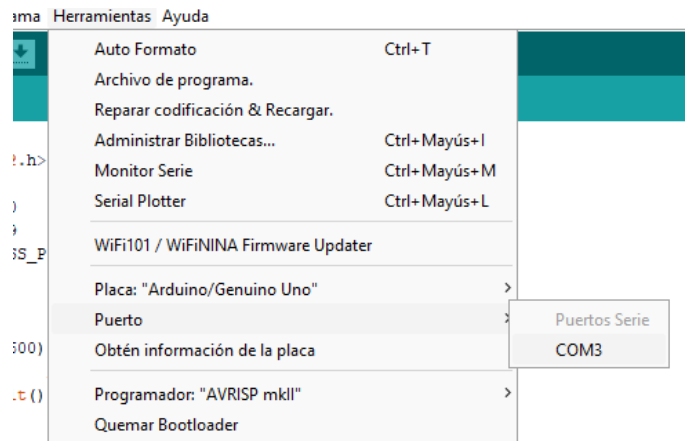 ama Herramientas Ayuda
Auto Formato Ctrl+T
Archivo de programa.
Reparar codificación & Recargar.
Administrar Bibliotecas... Ctrl+Mayús+I
.h>
Monitor Serie Ctrl+Mayús+M
Serial Plotter Ctrl+Mayús+L
)
SS_P
WiFi101 / WiFiNINA Firmware Updater
Placa: "Arduino/Genuino Uno"
Puerto
Puertos Serie
COM3
500)
Obtén información de la placa
t()
Programador: "AVRISP mkII"
Quemar Bootloader